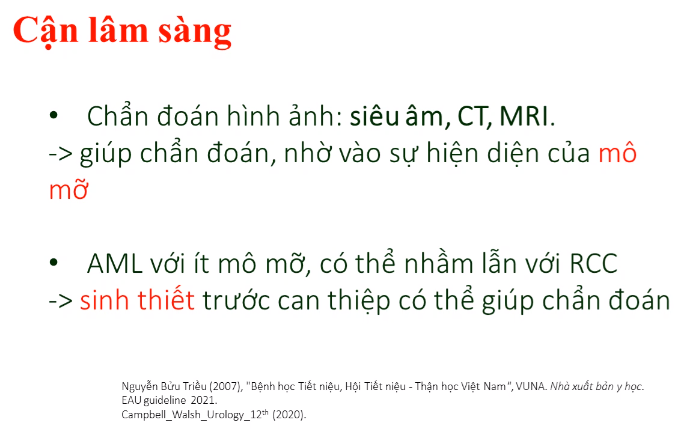 Cận lâm sàng
• Chẩn đoán hình ảnh: siêu âm, CT, MRI.
-> giúp chẩn đoán, nhờ vào sự hiện diện của mô
mỡ
• AML với ít mô mỡ, có thể nhầm lẫn với RCC
-> sinh thiết trước can thiệp có thể giúp chẩn đoán
Nguyễn Bửu Triều (2007), "Bệnh học Tiết niệu, Hội Tiết niệu - Thận học Việt Nam", VUNA. Nhà xuất bản y học.
EAU guideline 2021.
Campbell_Walsh_Urology_12th (2020).